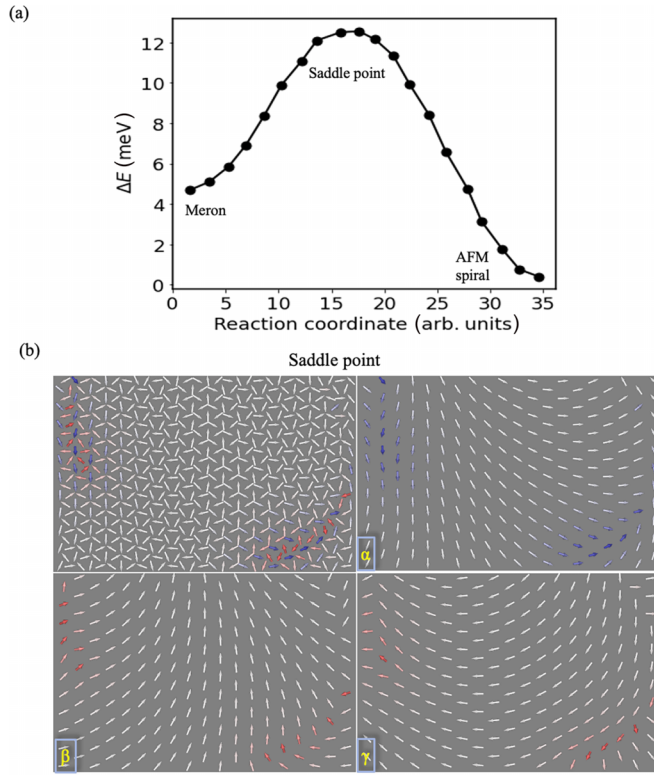 (a)
12
10
8
6
4
2
0
ΔE (meV)
Saddle point
Meron
AFM
spiral
0 5 10 15 20 25 30 35
Reaction coordinate (arb. units)
(b)
Saddle point
α
β
γ